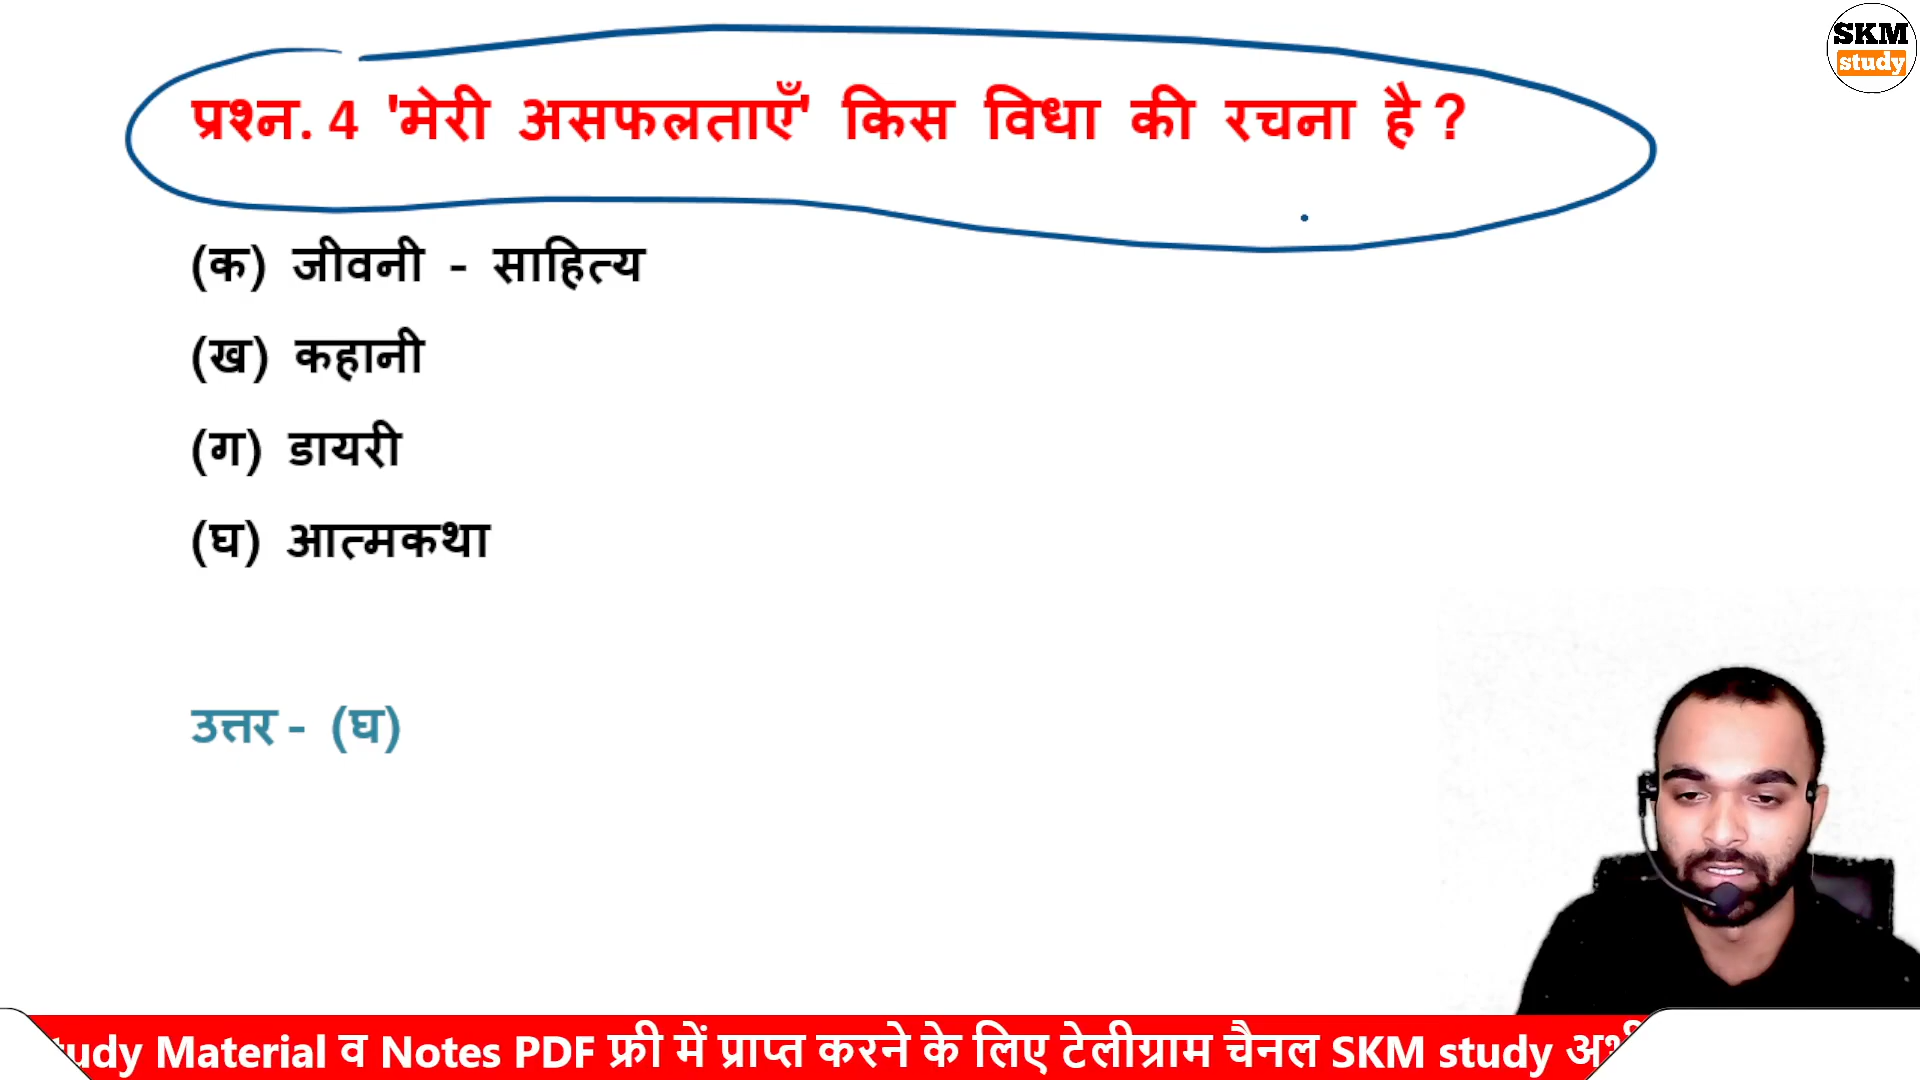 SKM
study
प्रश्न. 4 'मेरी असफलताएँ' किस विधा की रचना है ?
(क) जीवनी - साहित्य
(ख) कहानी
(ग) डायरी
(घ) आत्मकथा
उत्तर - (घ)
Material व Notes PDF फ्री में प्राप्त करने के लिए टेलीग्राम चैनल SKM study